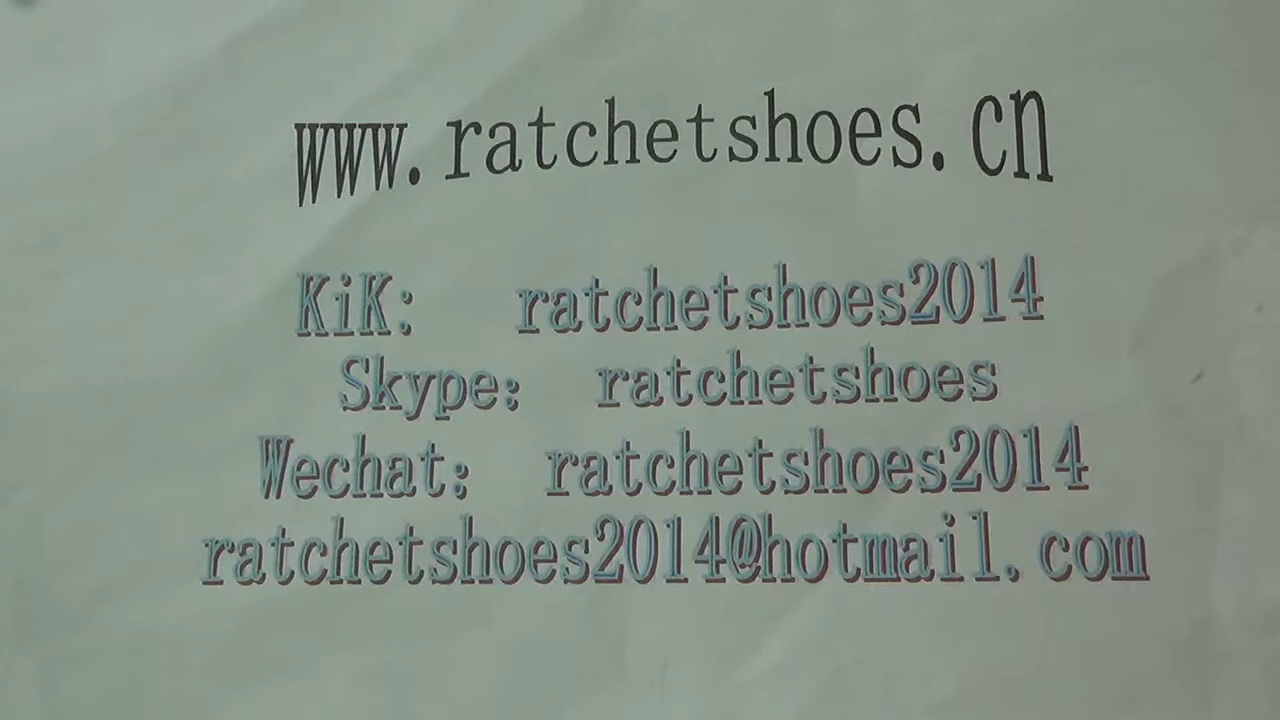 www.ratchetshoes.cn
KiK: ratchetshoes2014
Skype: ratchetshoes
Wechat: ratchetshoes2014
ratchetshoes2014@hotmail.com